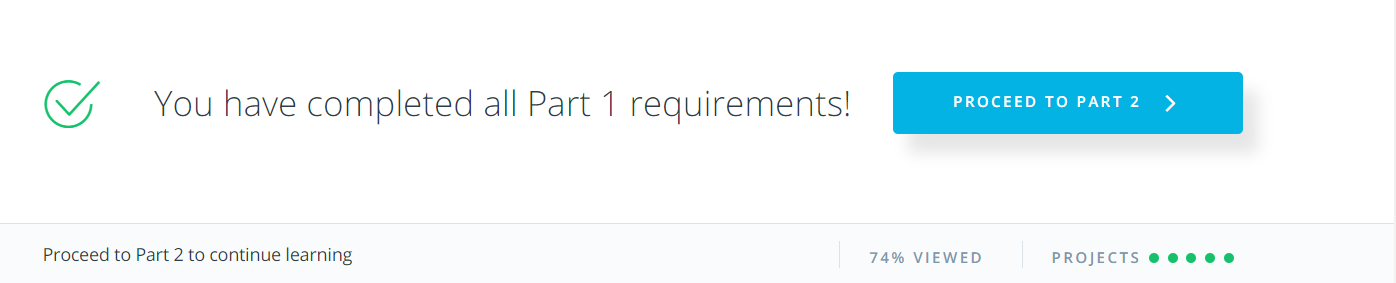 You have completed all Part 1 requirements!
PROCEED TO PART 2
Proceed to Part 2 to continue learning
74% VIEWED
PROJECTS